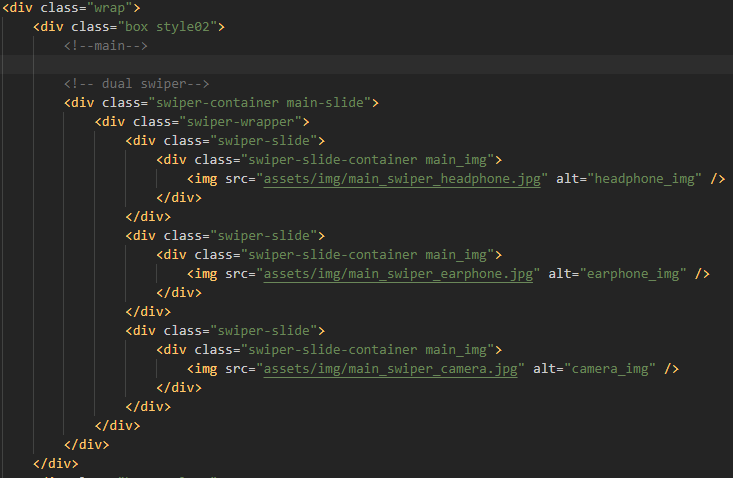 <div class="wrap">
<div class="box style02">
<!--main-->
<!-- dual swiper-->
<div class="swiper-container main-slide">
<div class="swiper-wrapper">
<div class="swiper-slide">
<div class="swiper-slide-container main_img">
<img src="assets/img/main_swiper_headphone.jpg" alt="headphone_img" />
</div>
</div>
<div class="swiper-slide">
<div class="swiper-slide-container main_img">
<img src="assets/img/main_swiper_earphone.jpg" alt="earphone_img" />
</div>
</div>
<div class="swiper-slide">
<div class="swiper-slide-container main_img">
<img src="assets/img/main_swiper_camera.jpg" alt="camera_img" />
</div>
</div>
</div>
</div>
</div>